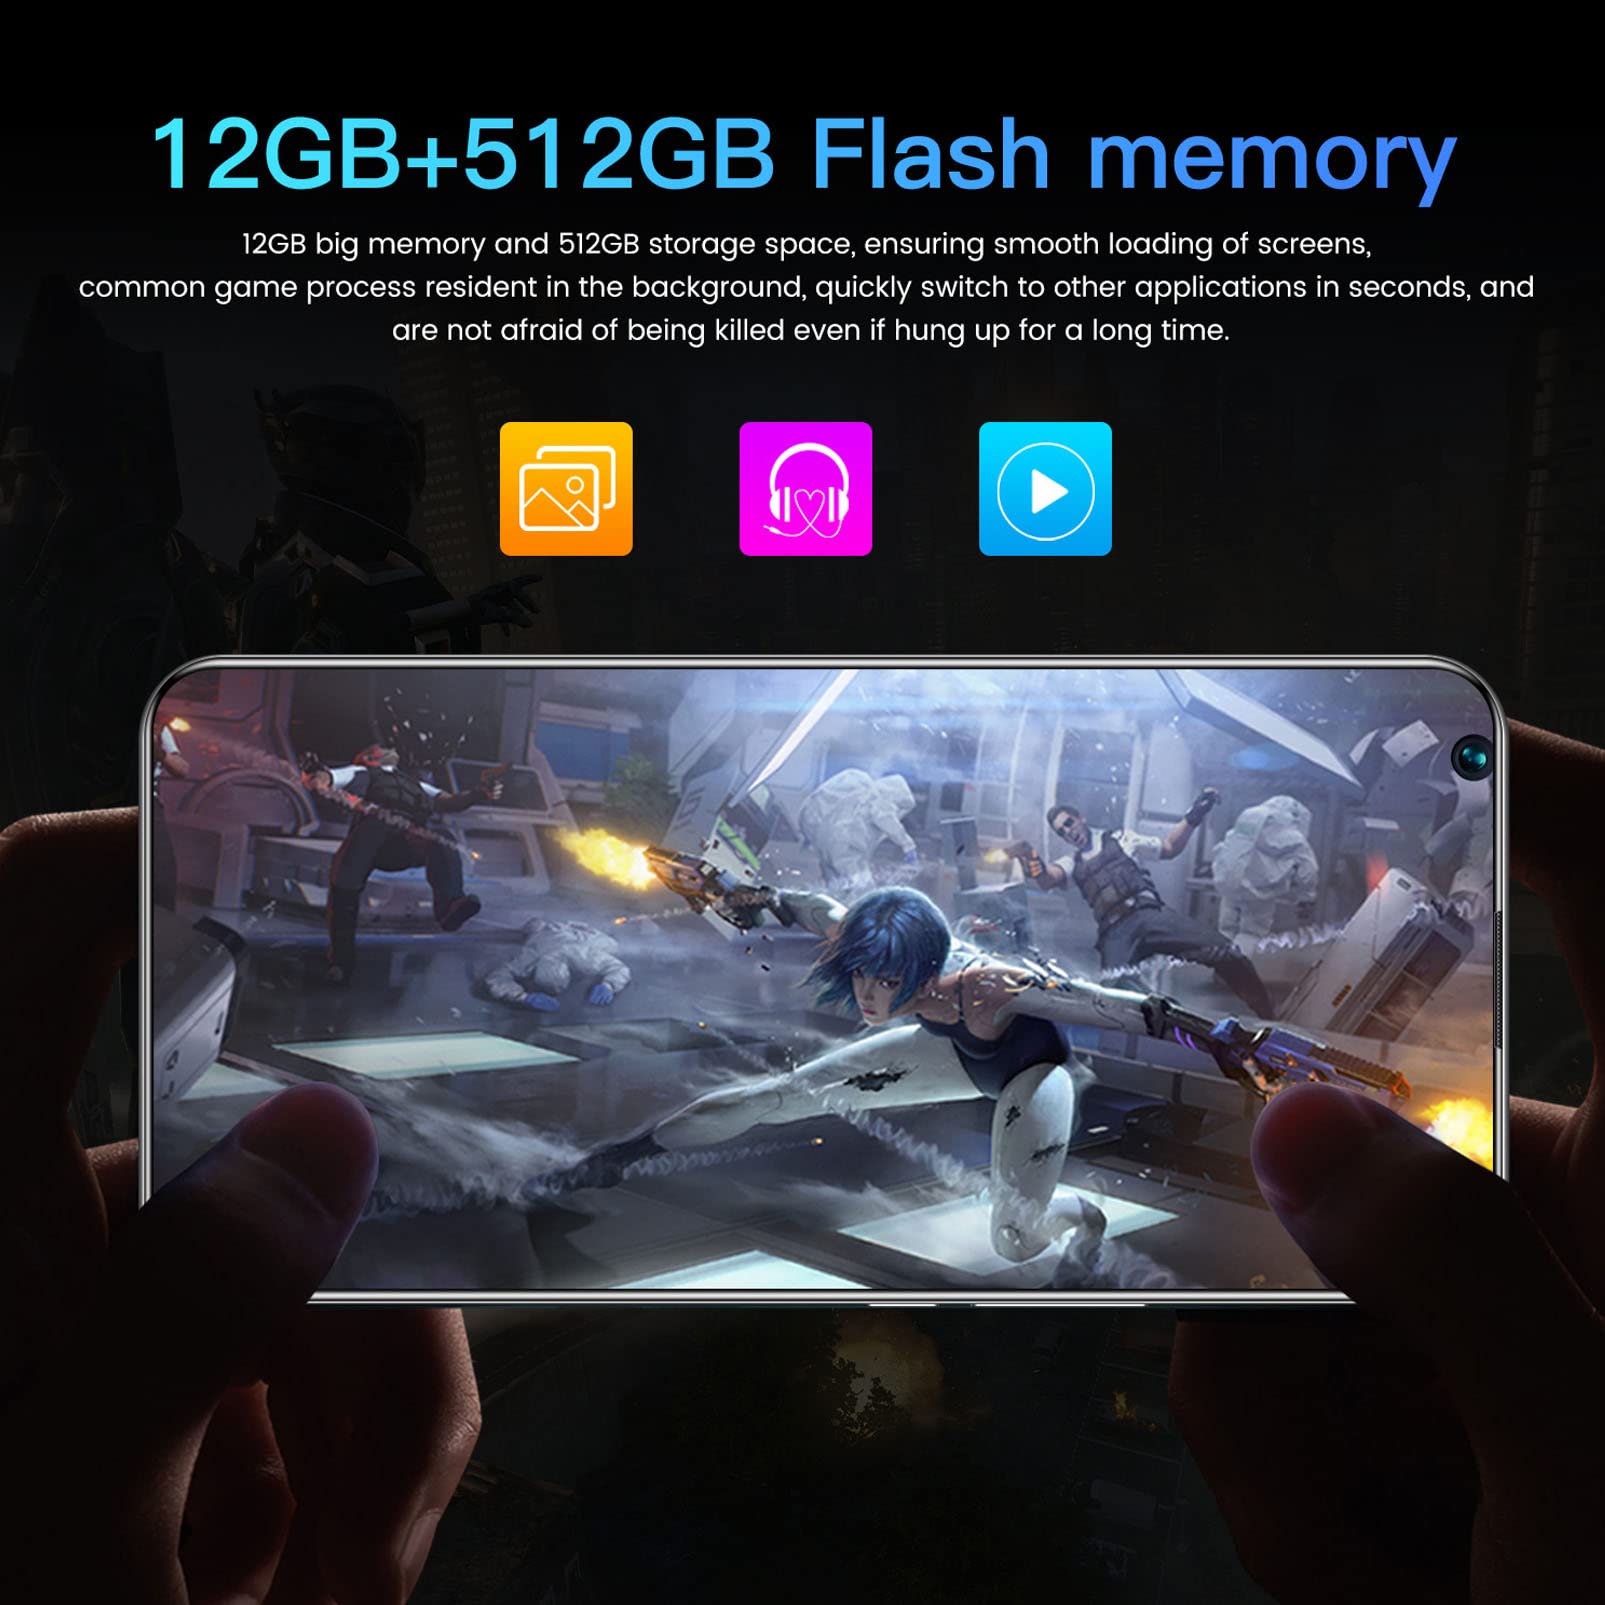 12GB+512GB Flash memory
12GB big memory and 512GB storage space, ensuring smooth loading of screens,
common game process resident in the background, quickly switch to other applications in seconds, and
are not afraid of being killed even if hung up for a long time.